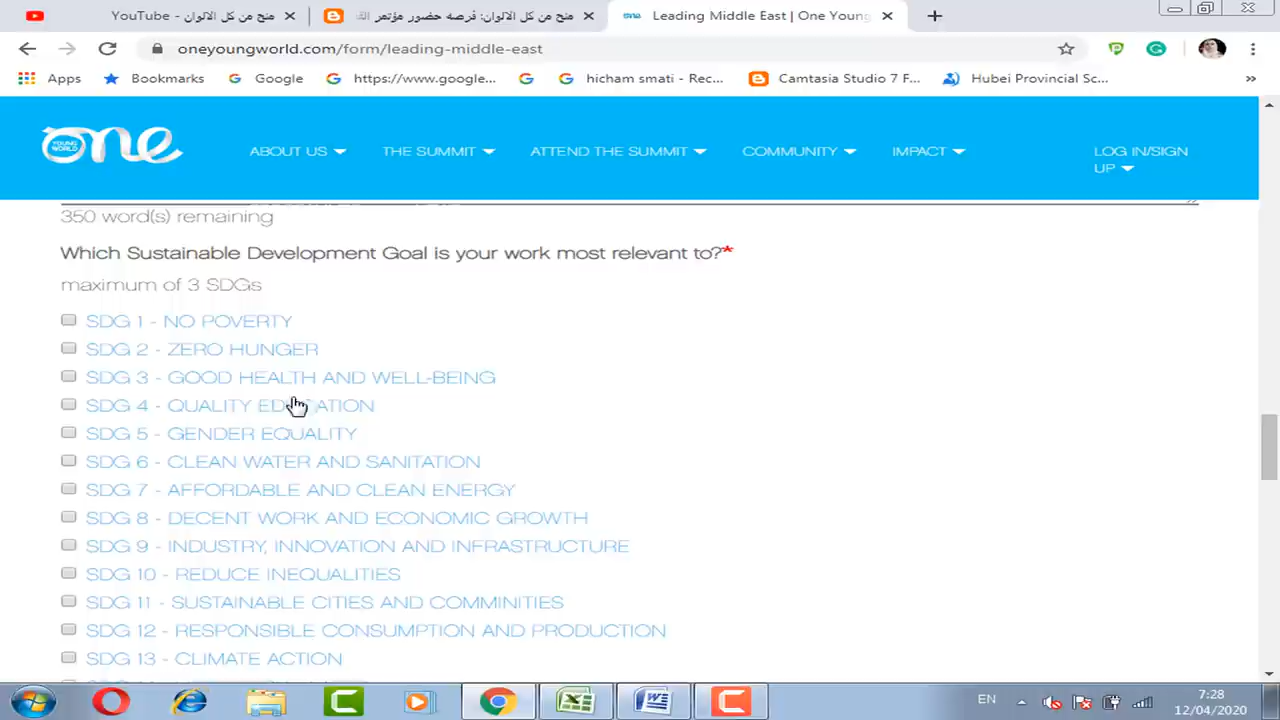 منح من كل الالوان - YouTube
منح من كل الالوان: فرصه حضور مؤتمر
Leading Middle East | One Young
oneyoungworld.com/form/leading-middle-east
Apps
Bookmarks
Google
https://www.google...
hicham smati - Rec...
Camtasia Studio 7 F...
Hubei Provincial Sc...
»
YOUNG WORLD
one
ABOUT US
THE SUMMIT
ATTEND THE SUMMIT
COMMUNITY
IMPACT
LOG IN/SIGN
UP
350 word(s) remaining
Which Sustainable Development Goal is your work most relevant to?*
maximum of 3 SDGs
SDG 1 - NO POVERTY
SDG 2 - ZERO HUNGER
SDG 3 - GOOD HEALTH AND WELL-BEING
SDG 4 - QUALITY EDUCATION
SDG 5 - GENDER EQUALITY
SDG 6 - CLEAN WATER AND SANITATION
SDG 7 - AFFORDABLE AND CLEAN ENERGY
SDG 8 - DECENT WORK AND ECONOMIC GROWTH
SDG 9 - INDUSTRY, INNOVATION AND INFRASTRUCTURE
SDG 10 - REDUCE INEQUALITIES
SDG 11 - SUSTAINABLE CITIES AND COMMINITIES
SDG 12 - RESPONSIBLE CONSUMPTION AND PRODUCTION
SDG 13 - CLIMATE ACTION
EN
7:28
12/04/2020